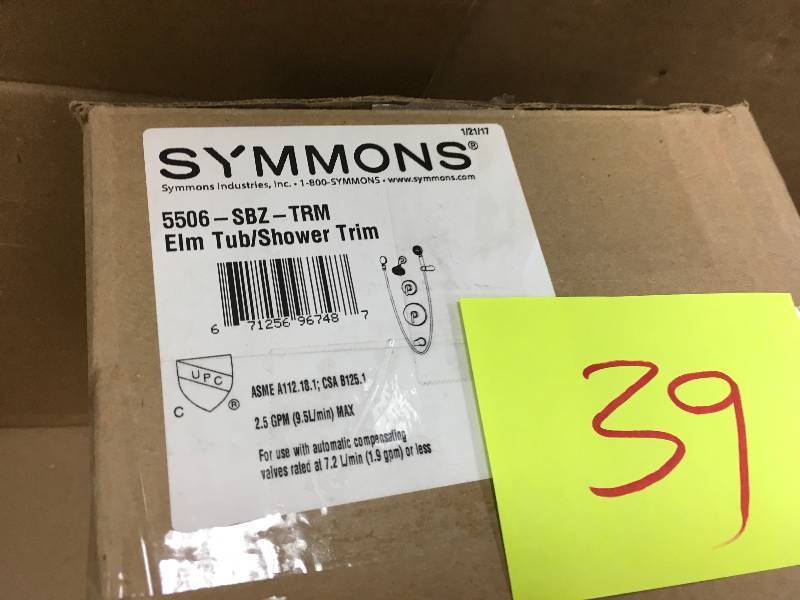 1/21/17
SYMMONS®
Symmons Industries, Inc. • 1-800-SYMMONS • www.symmons.com
5506-SBZ-TRM
Elm Tub/Shower Trim
6 71256 96748 7
UPC
C ®
ASME A112.18.1; CSA B125.1
2.5 GPM (9.5L/min) MAX
For use with automatic compensating
valves rated at 7.2 L/min (1.9 gpm) or less
39